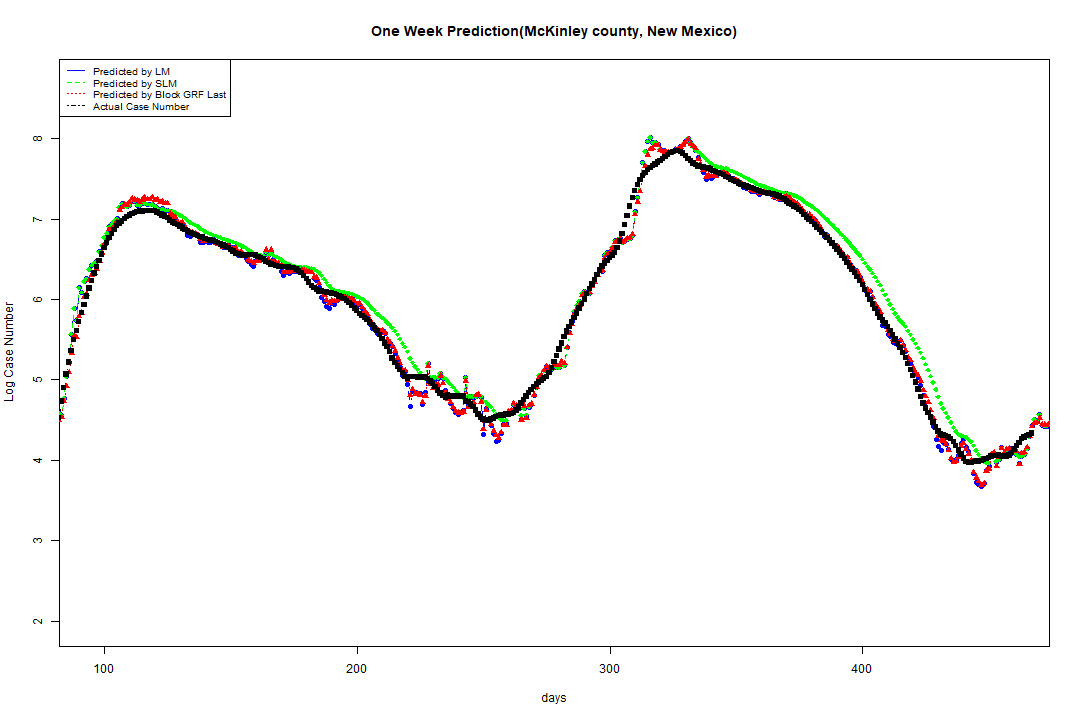 One Week Prediction(McKinley county, New Mexico)
Predicted by LM
Predicted by SLM
Predicted by Block GRF Last
Actual Case Number
Log Case Number
8
7
6
5
4
3
2
100 200 300 400
days